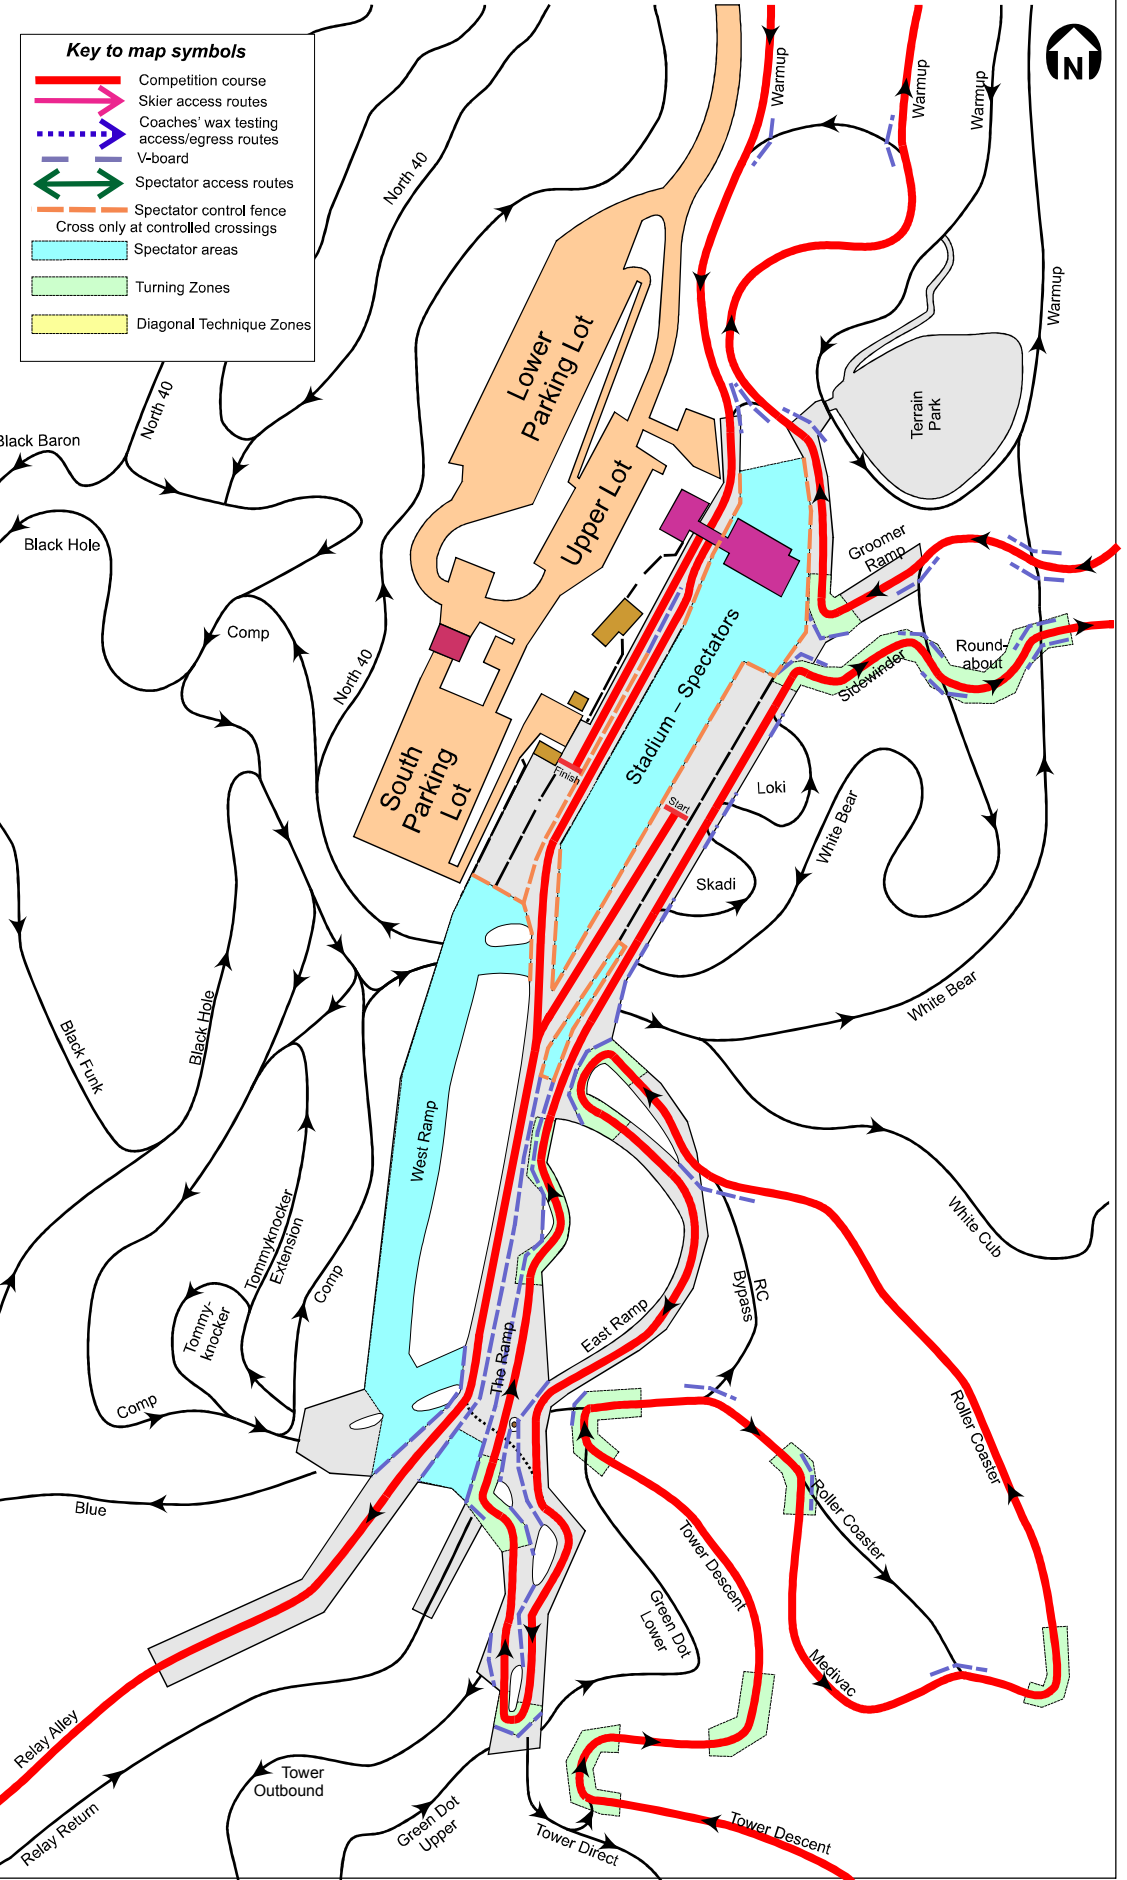 Key to map symbols
Competition course
Skier access routes
Coaches' wax testing
access/egress routes
V-board
Spectator access routes
Spectator control fence
Cross only at controlled crossings
Spectator areas
Turning Zones
Diagonal Technique Zones
N
Warmup
Warmup
Warmup
Warmup
North 40
North 40
North 40
Lower
Parking Lot
Upper Lot
South
Parking
Lot
Terrain
Park
Black Baron
Black Hole
Comp
Groomer
Ramp
Round-
about
Sidewinder
Stadium – Spectators
Finish
Start
Loki
Skadi
White Bear
White Bear
White Cub
Black Funk
Black Hole
West Ramp
Tommyknocker
Extension
Tommy-
knocker
Comp
Comp
Blue
The Ramp
East Ramp
RC
Bypass
Roller Coaster
Roller Coaster
Tower Descent
Green Dot
Lower
Medivac
Relay Alley
Relay Return
Tower
Outbound
Green Dot
Upper
Tower Direct
Tower Descent